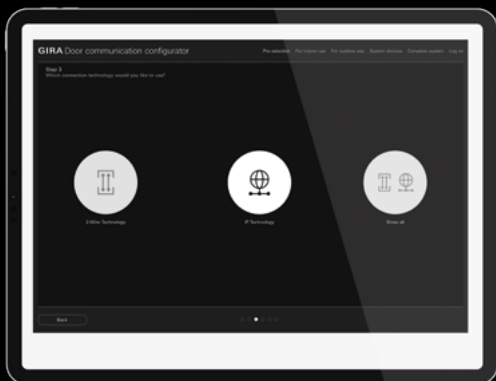 GIRA Door communication configurator
Pre-selection For indoor use For outdoor use System devices Complete system Log on
Step 3
Which connection technology would you like to use?
2-Wire Technology
IP Technology
Show all
Back